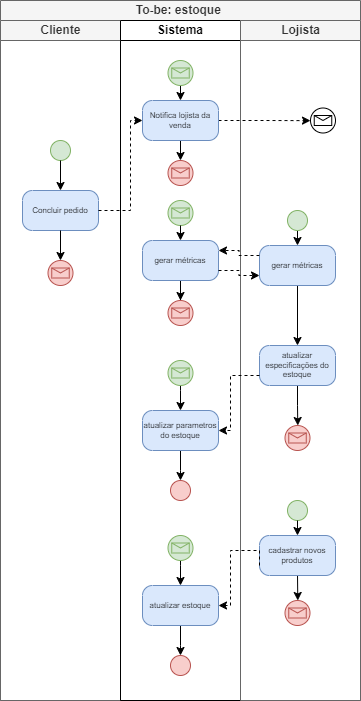 To-be: estoque
Cliente
Sistema
Lojista
Notifica lojista da
venda
Concluir pedido
gerar métricas
gerar métricas
atualizar
especificações do
estoque
atualizar parametros
do estoque
cadastrar novos
produtos
atualizar estoque